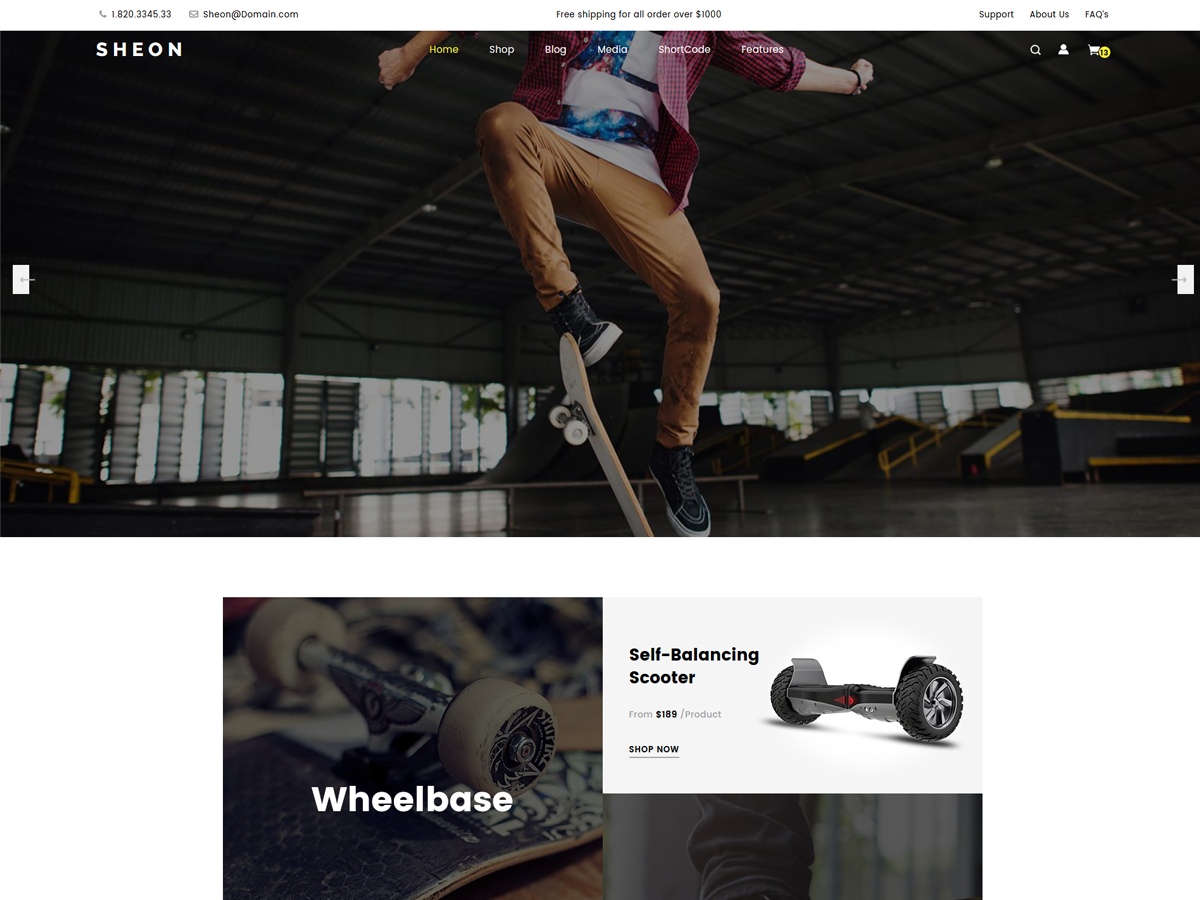 1.820.3345.33 Sheon@Domain.com Free shipping for all order over $1000 Support About Us FAQ's
SHEON Home Shop Blog Media ShortCode Features 13
Self-Balancing
Scooter
From $189 /Product
SHOP NOW
Wheelbase